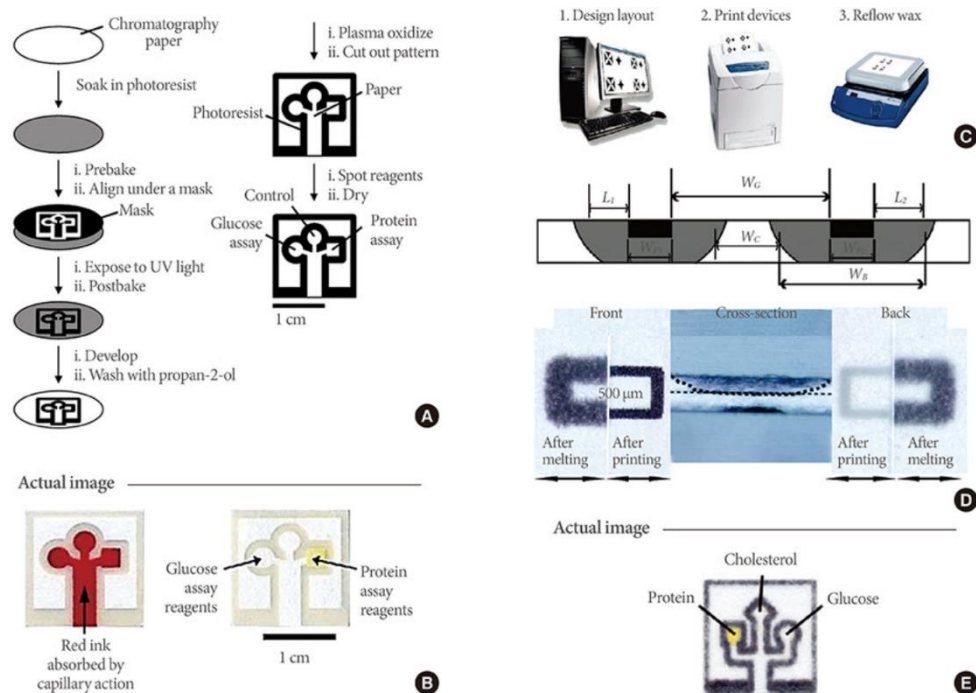 Chromatography
paper
Soak in photoresist
i. Prebake
ii. Align under a mask
Mask
i. Expose to UV light
ii. Postbake
i. Develop
ii. Wash with propan-2-ol
i. Plasma oxidize
ii. Cut out pattern
Paper
Photoresist
i. Spot reagents
ii. Dry
Control
Glucose
assay
Protein
assay
1 cm
A
Actual image
Glucose
assay
reagents
Protein
assay
reagents
Red ink
absorbed by
capillary action
1 cm
B
1. Design layout
2. Print devices
3. Reflow wax
C
L1
WG
L2
WC
WB
Front
Cross-section
Back
500 μm
After
melting
After
printing
After
printing
After
melting
D
Actual image
Cholesterol
Protein
Glucose
E